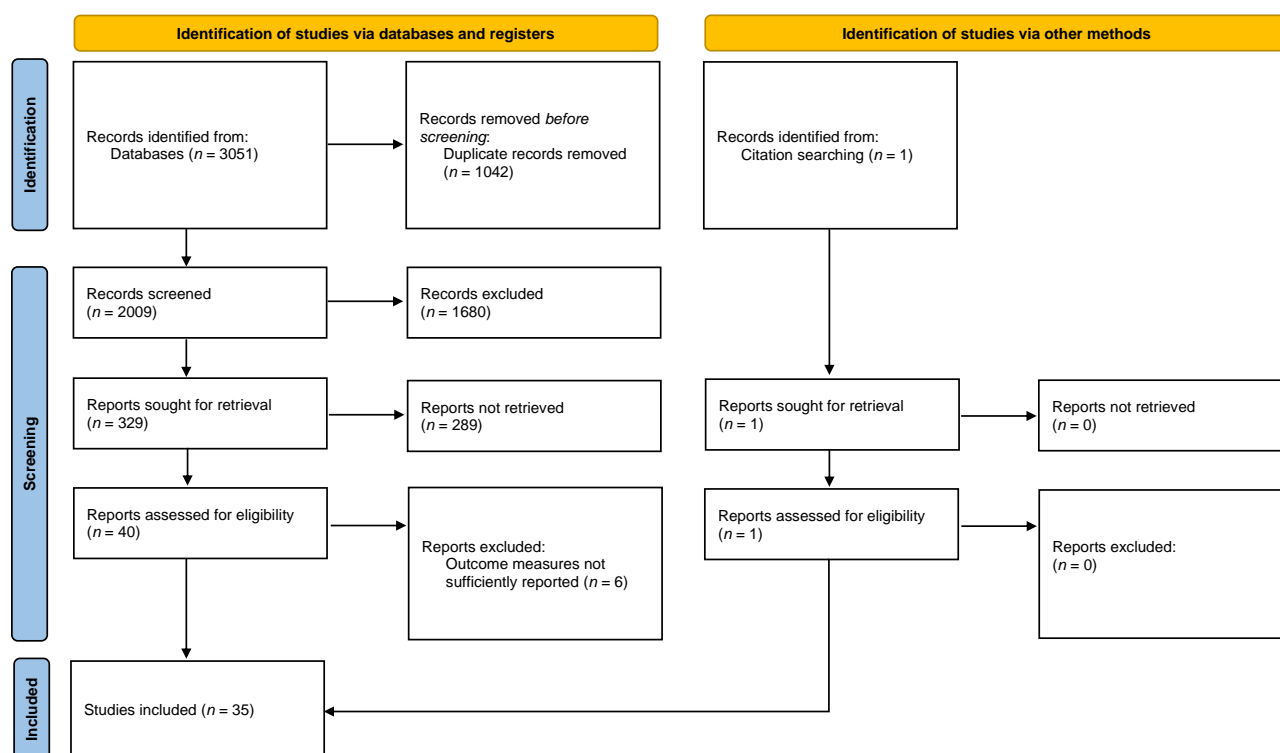 Identification of studies via databases and registers
Identification of studies via other methods
Identification
Records identified from:
Databases (n = 3051)
Records removed before
screening:
Duplicate records removed
(n = 1042)
Records identified from:
Citation searching (n = 1)
Screening
Records screened
(n = 2009)
Records excluded
(n = 1680)
Reports sought for retrieval
(n = 329)
Reports not retrieved
(n = 289)
Reports sought for retrieval
(n = 1)
Reports not retrieved
(n = 0)
Reports assessed for eligibility
(n = 40)
Reports excluded:
Outcome measures not
sufficiently reported (n = 6)
Reports assessed for eligibility
(n = 1)
Reports excluded:
(n = 0)
Included
Studies included (n = 35)